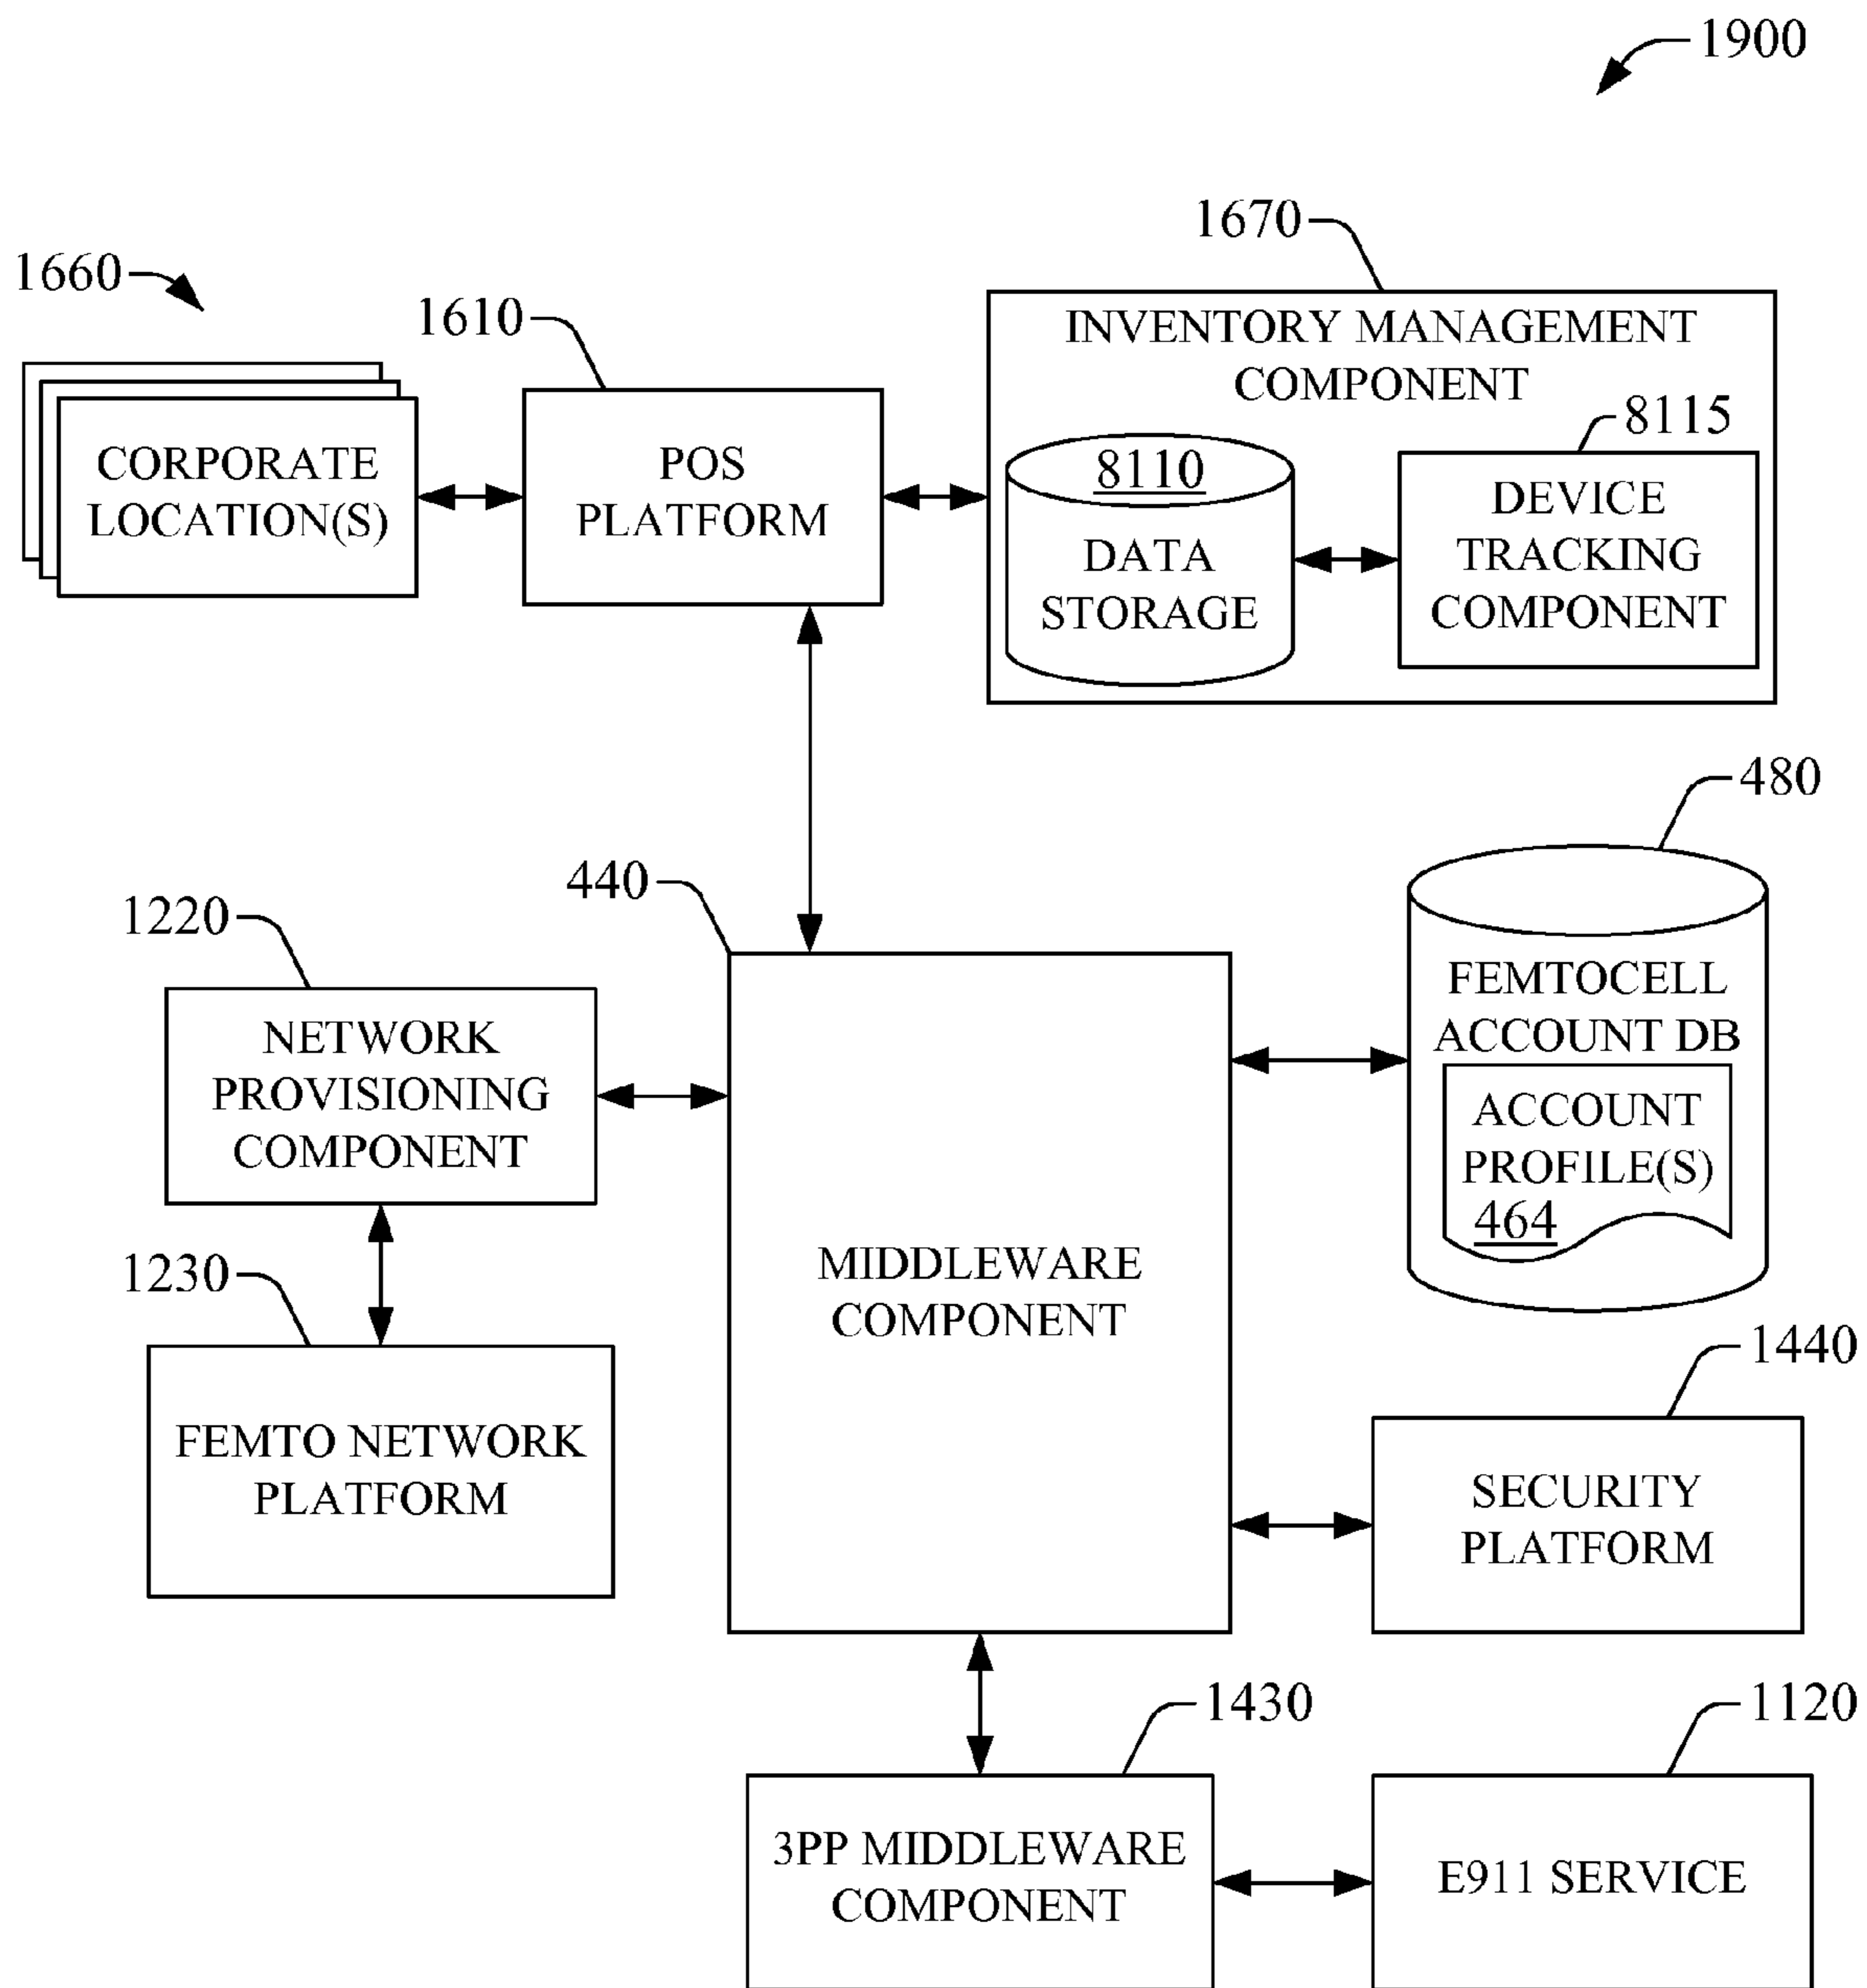 1900
1670
1660
1610
INVENTORY MANAGEMENT
COMPONENT
8115
CORPORATE
LOCATION(S)
POS
PLATFORM
8110
DATA
STORAGE
DEVICE
TRACKING
COMPONENT
480
440
1220
FEMTOCELL
ACCOUNT DB
ACCOUNT
PROFILE(S)
464
NETWORK
PROVISIONING
COMPONENT
1230
MIDDLEWARE
COMPONENT
1440
FEMTO NETWORK
PLATFORM
SECURITY
PLATFORM
1430
1120
3PP MIDDLEWARE
COMPONENT
E911 SERVICE